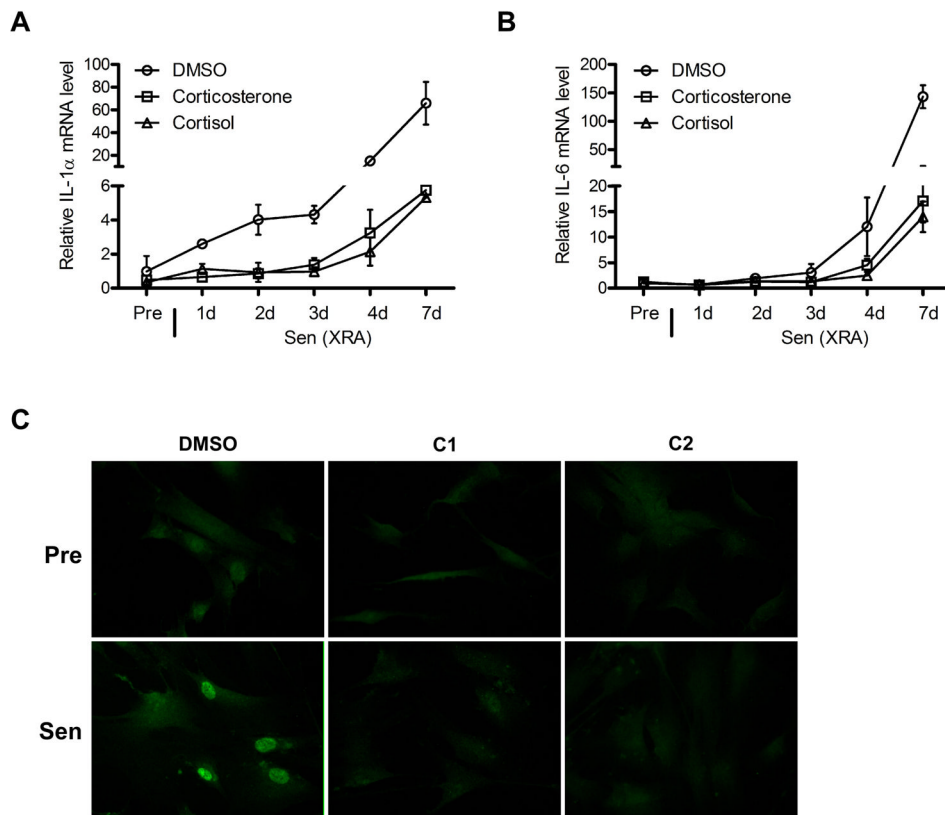 A
Relative IL-1α mRNA level
100
80
60
40
20
6
4
2
0
DMSO
Corticosterone
Cortisol
Pre 1d 2d 3d 4d 7d
Sen (XRA)
B
Relative IL-6 mRNA level
200
150
100
50
20
15
10
5
0
DMSO
Corticosterone
Cortisol
Pre 1d 2d 3d 4d 7d
Sen (XRA)
C
DMSO C1 C2
Pre
Sen